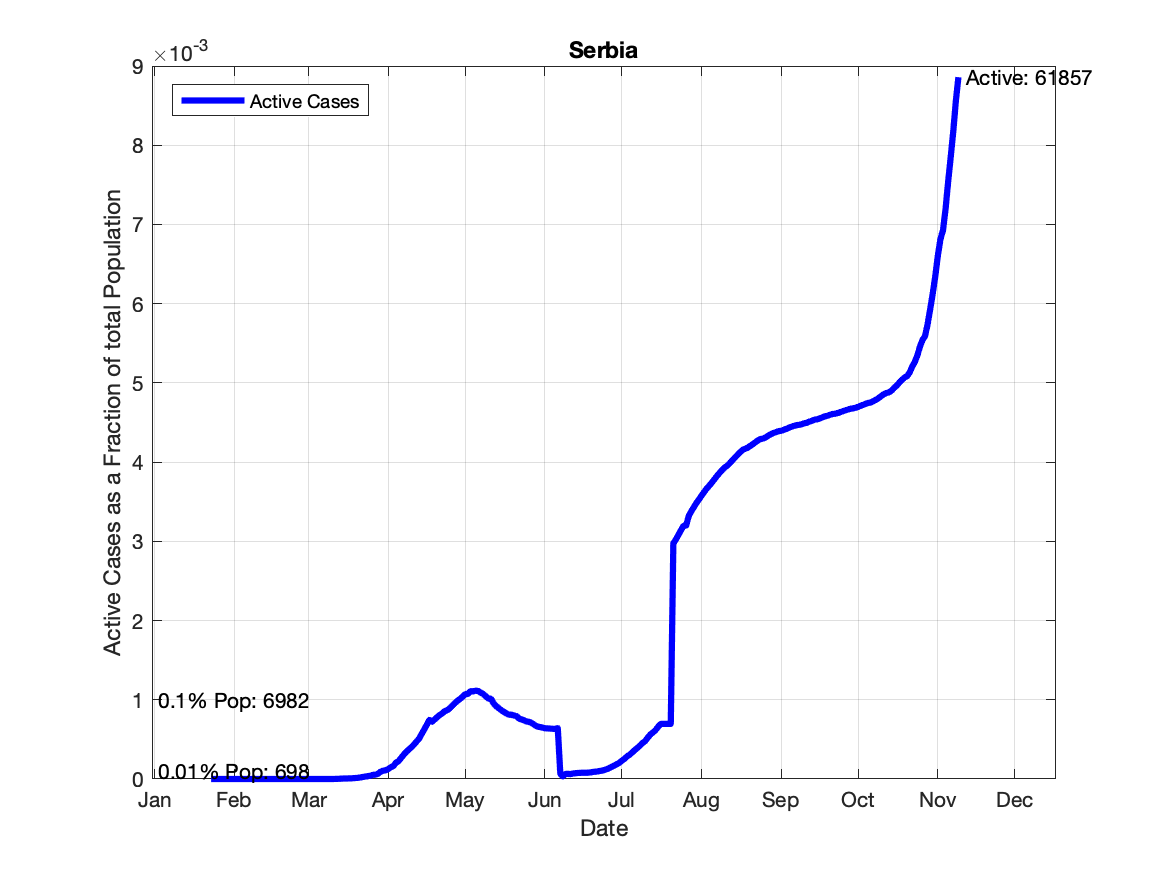 Serbia
×10-3
9
8
7
6
5
4
3
2
1
0
Active Cases
Active: 61857
0.1% Pop: 6982
0.01% Pop: 698
Active Cases as a Fraction of total Population
Jan Feb Mar Apr May Jun Jul Aug Sep Oct Nov Dec
Date